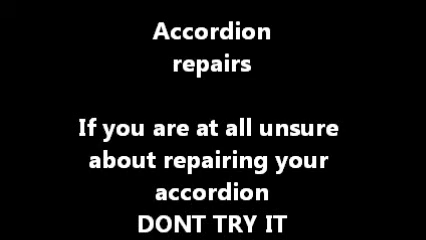 Accordion
repairs
If you are at all unsure
about repairing your
accordion
DONT TRY IT